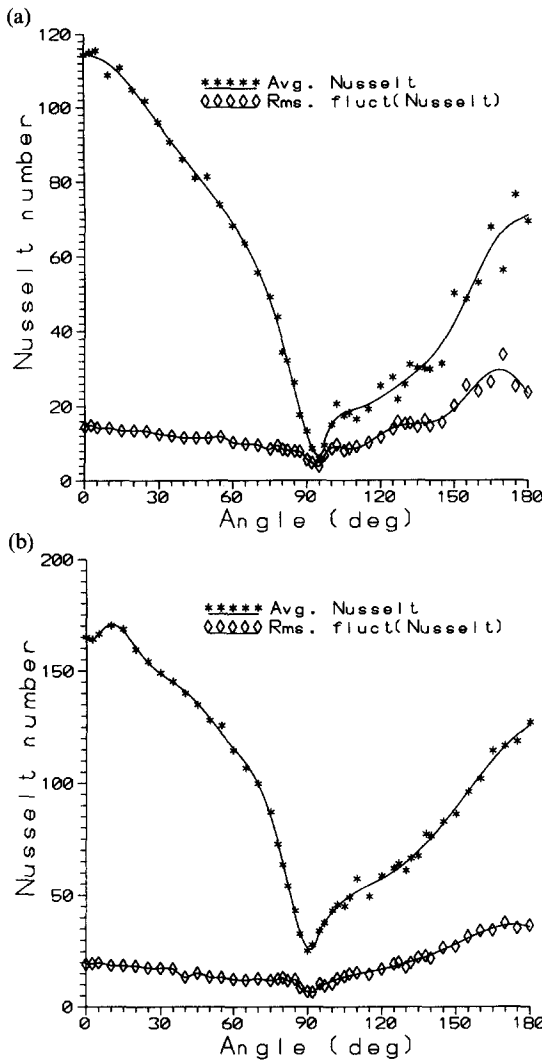 (a)
120
100
80
60
40
20
0
Nusselt number
***** Avg. Nusselt
◊◊◊◊◊ Rms. fluct(Nusselt)
0 30 60 90 120 150 180
Angle (deg)
(b)
200
150
100
50
0
Nusselt number
***** Avg. Nusselt
◊◊◊◊◊ Rms. fluct(Nusselt)
0 30 60 90 120 150 180
Angle (deg)